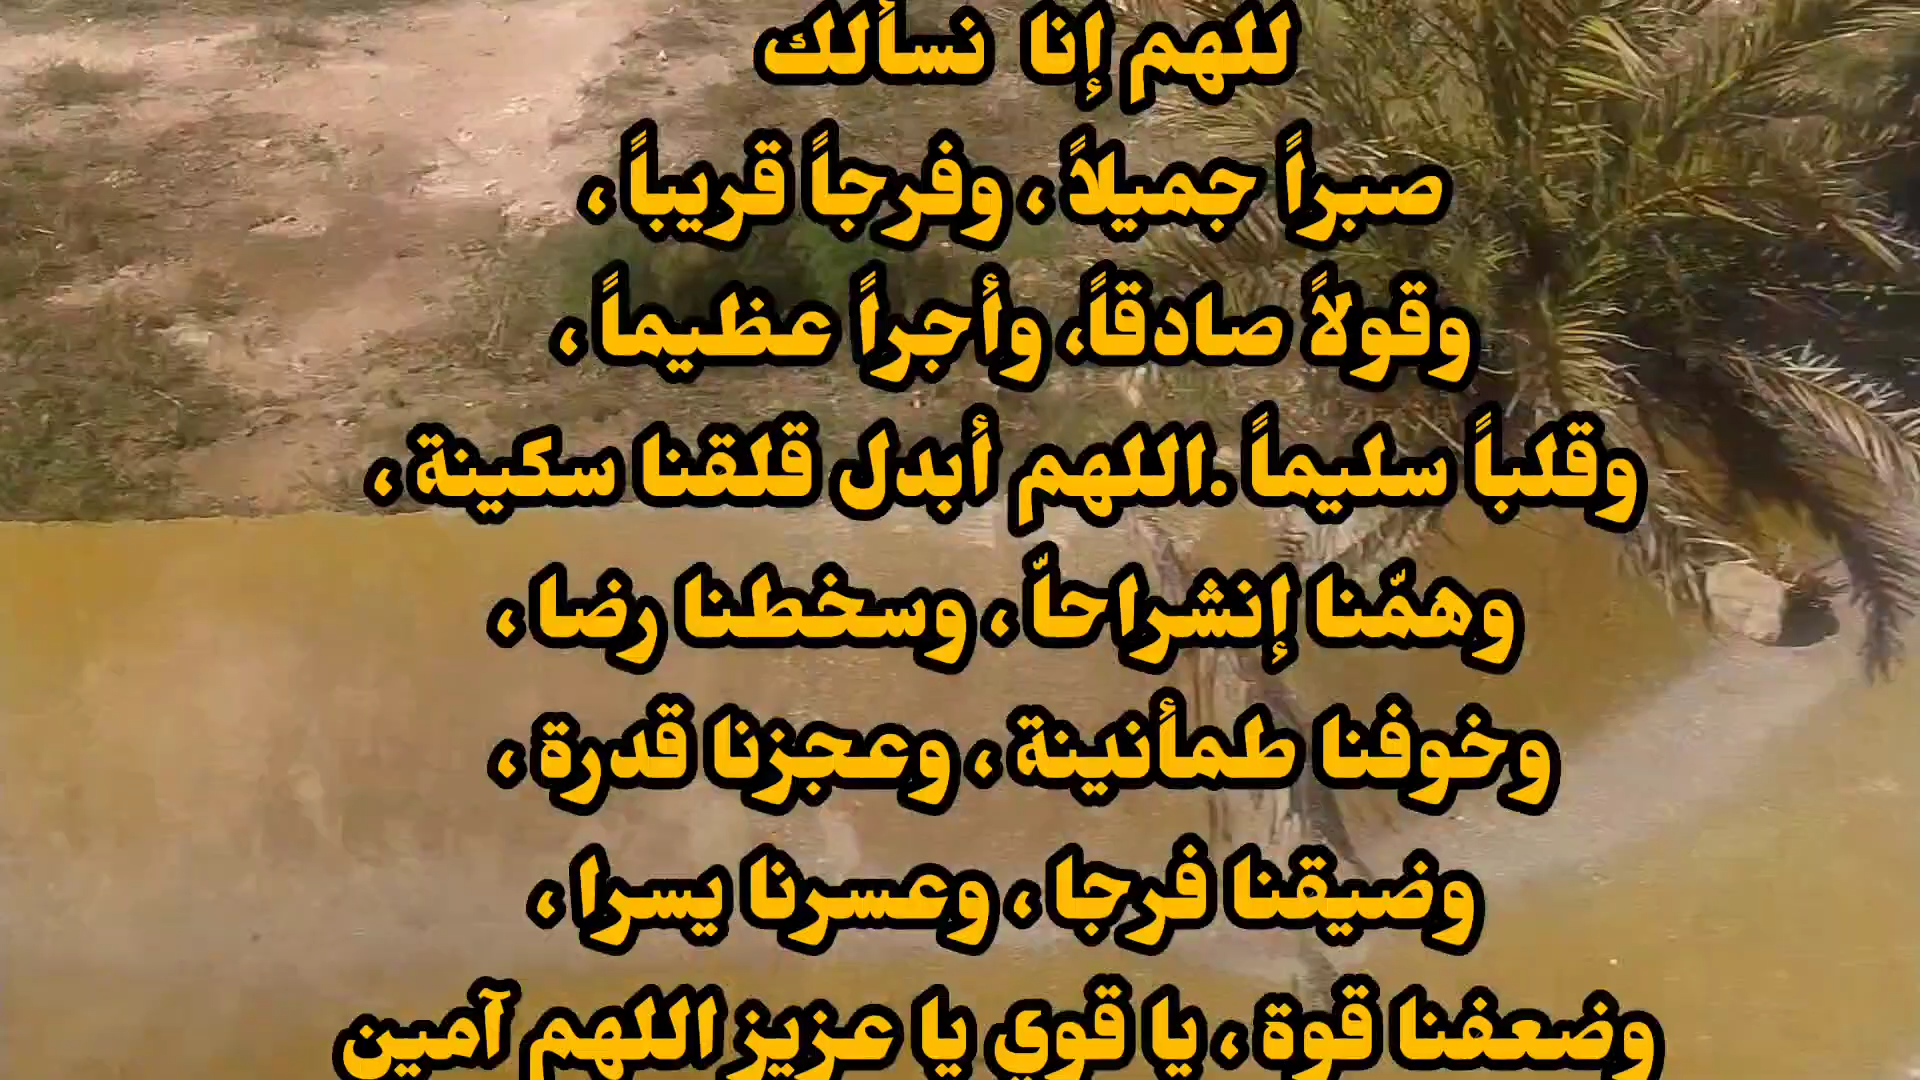 للهم إنا نسألك
صبراً جميلاً ، وفرجاً قريباً ،
وقولاً صادقاً، وأجراً عظيماً ،
وقلباً سليماً .اللهم أبدل قلقنا سكينة ،
وهمّنا إنشراحاّ ، وسخطنا رضا ،
وخوفنا طمأنينة ، وعجزنا قدرة ،
وضيقنا فرجا ، وعسرنا يسرا ،
وضعفنا قوة ، يا قوي يا عزيز اللهم آمين